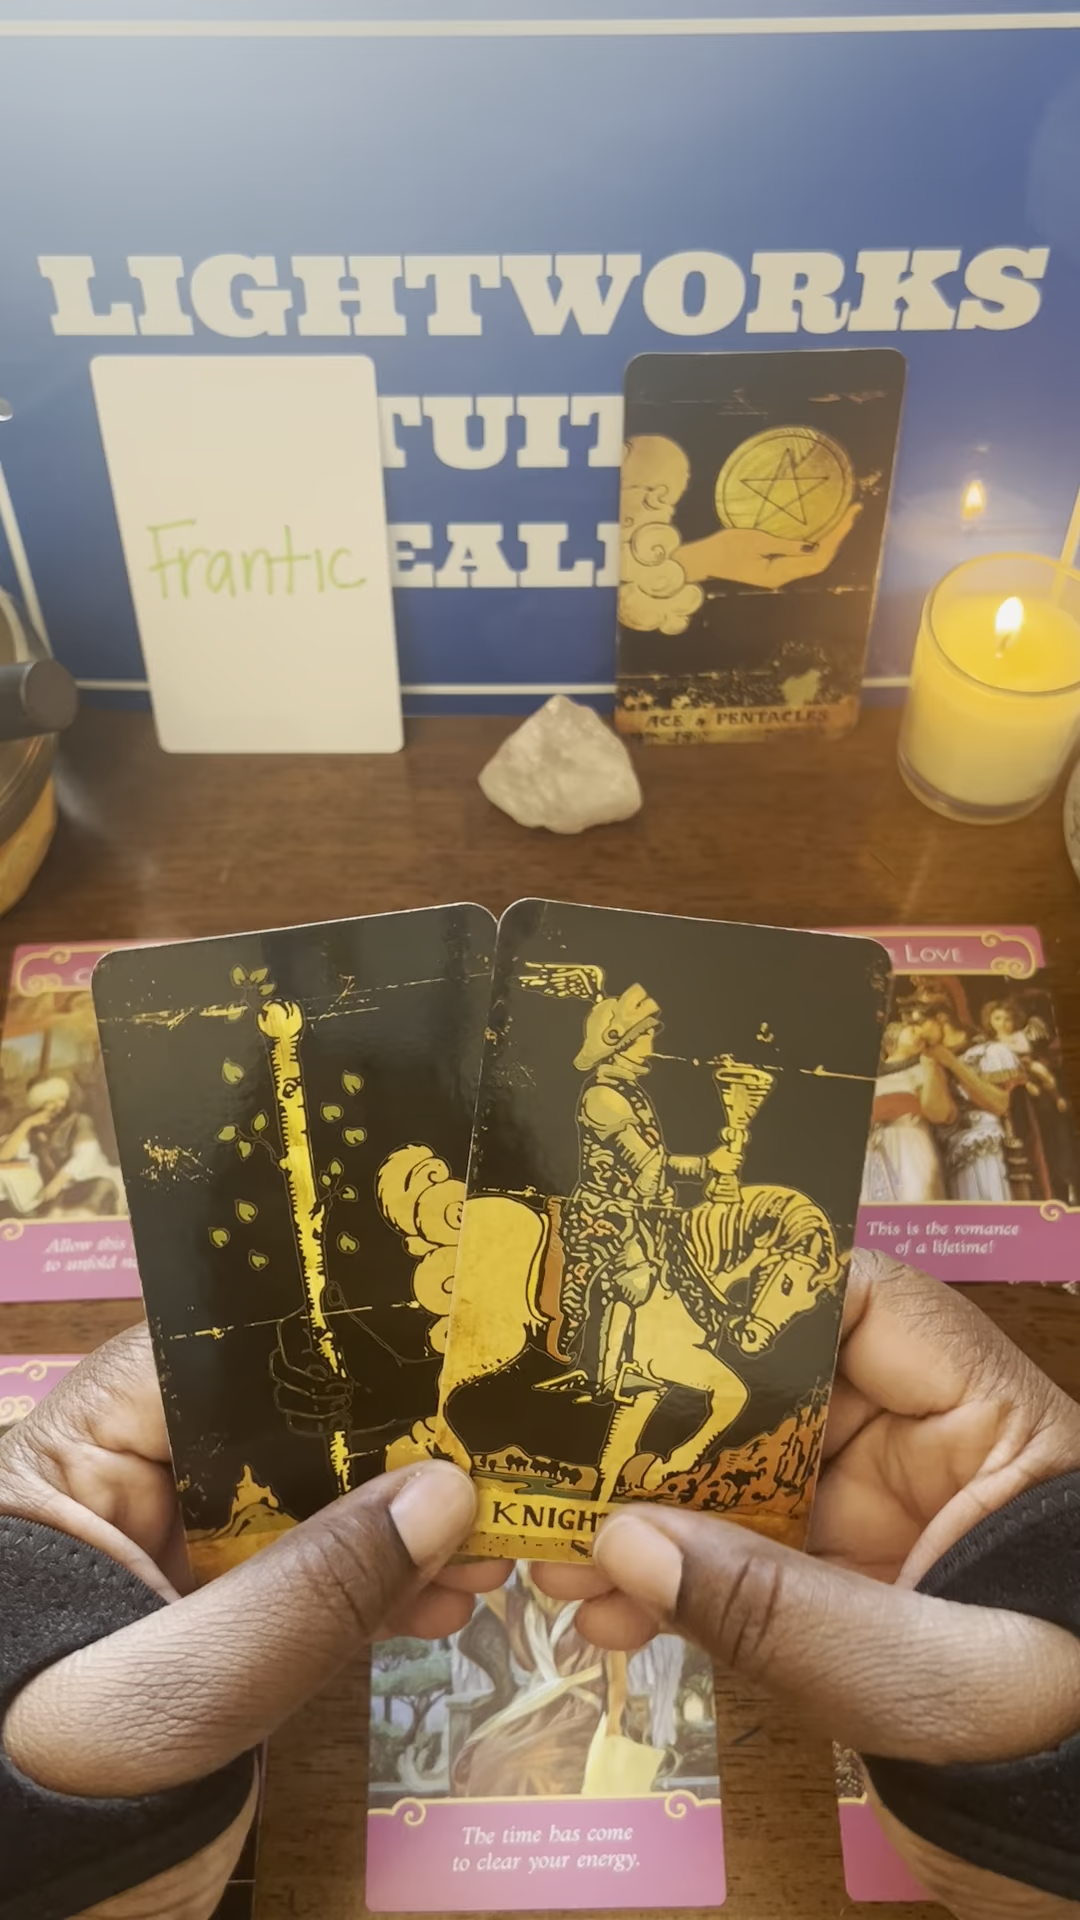 LIGHTWORKS
TUIT
EAL
Frantic
ACE & PENTACLES
LOVE
Allow this
to unfold
This is the romance
of a lifetime!
KNIGHT
The time has come
to clear your energy.